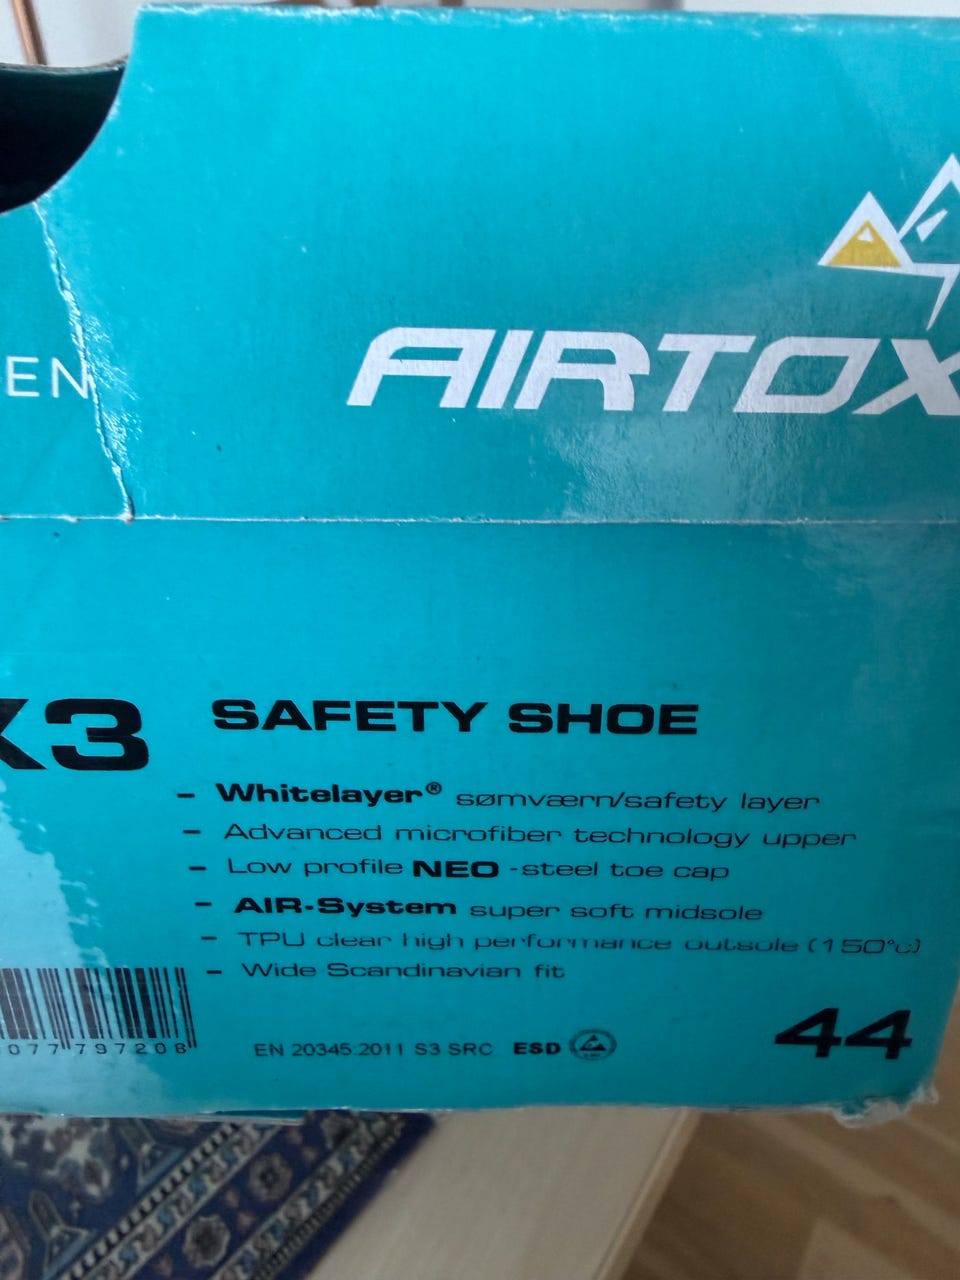 AIRTOX
EN
X3 SAFETY SHOE
- Whitelayer® sømværn/safety layer
- Advanced microfiber technology upper
- Low profile NEO -steel toe cap
- AIR-System super soft midsole
- TPU clear high performance outsole (150°c)
- Wide Scandinavian fit
077 797208
EN 20345:2011 S3 SRC ESD
44